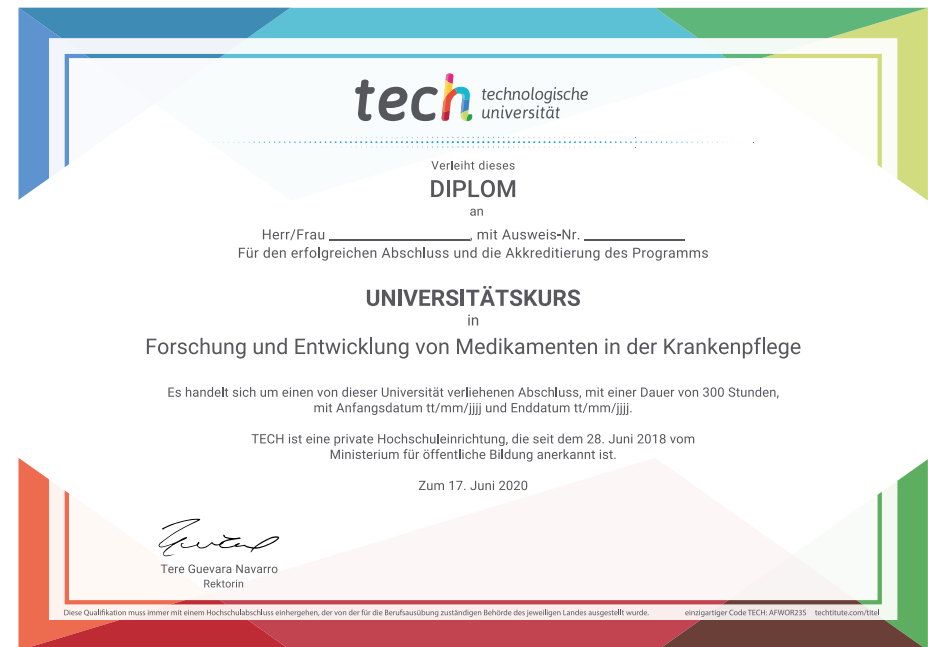 tech technologische
universität
Verleiht dieses
DIPLOM
an
Herr/Frau ____________, mit Ausweis-Nr. ____________
Für den erfolgreichen Abschluss und die Akkreditierung des Programms
UNIVERSITÄTSKURS
in
Forschung und Entwicklung von Medikamenten in der Krankenpflege
Es handelt sich um einen von dieser Universität verliehenen Abschluss, mit einer Dauer von 300 Stunden,
mit Anfangsdatum tt/mm/jjjj und Enddatum tt/mm/jjjj.
TECH ist eine private Hochschuleinrichtung, die seit dem 28. Juni 2018 vom
Ministerium für öffentliche Bildung anerkannt ist.
Zum 17. Juni 2020
Tere Guevara Navarro
Rektorin
Diese Qualifikation muss immer mit einem Hochschulabschluss einhergehen, der von der für die Berufsausübung zuständigen Behörde des jeweiligen Landes ausgestellt wurde. einzigartiger Code TECH: AFWOR23S techtitute.com/titel